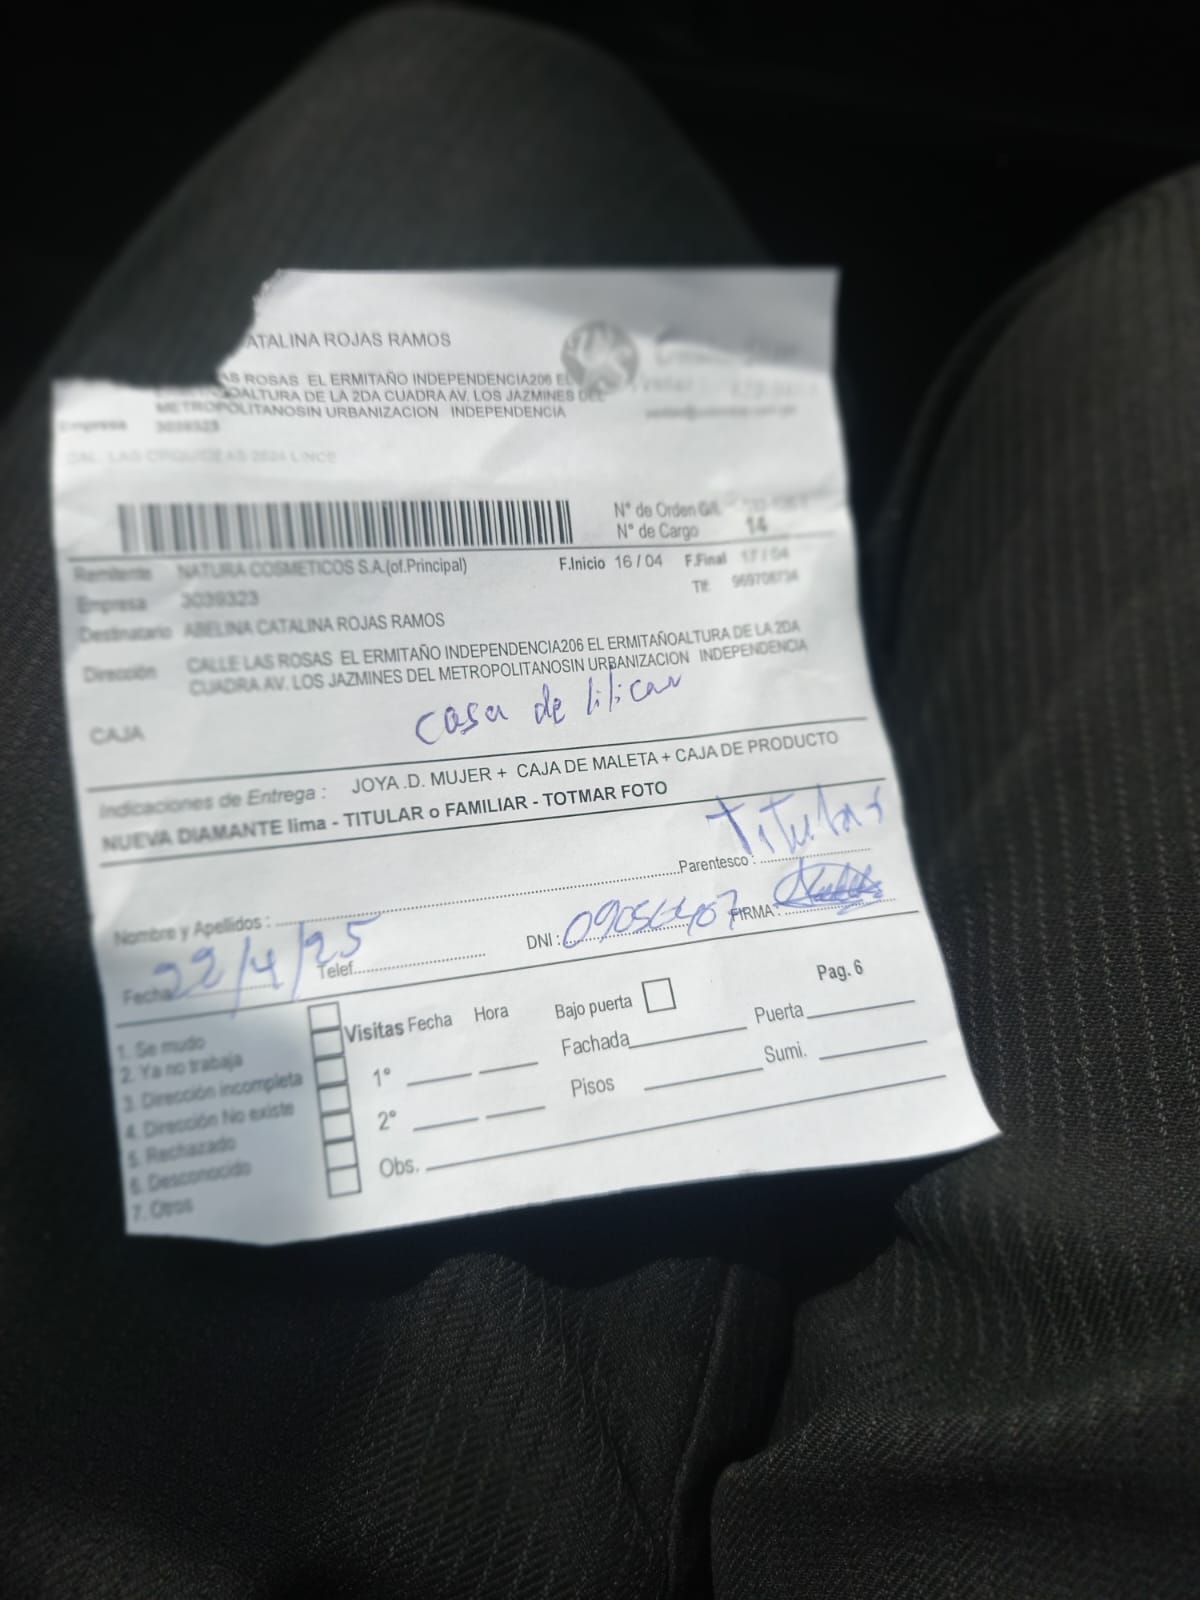 ATALINA ROJAS RAMOS
AS ROSAS EL ERMITAÑO INDEPENDENCIA206 EL
ALTURA DE LA 2DA CUADRA AV. LOS JAZMINES DEL
METROPOLITANOSIN URBANIZACION INDEPENDENCIA
Empresa 3039323
2024 LINCE
N° de Orden G/L
N° de Cargo 14
Remitente NATURA COSMETICOS S.A.(of.Principal) F.Inicio 16 / 04 F.Final 17 / 04
Empresa 3039323 Tlf. 969708734
Destinatario ABELINA CATALINA ROJAS RAMOS
Dirección CALLE LAS ROSAS EL ERMITAÑO INDEPENDENCIA206 EL ERMITAÑOALTURA DE LA 2DA
CUADRA AV. LOS JAZMINES DEL METROPOLITANOSIN URBANIZACION INDEPENDENCIA
CAJA casa de
Indicaciones de Entrega : JOYA .D. MUJER + CAJA DE MALETA + CAJA DE PRODUCTO
NUEVA DIAMANTE lima - TITULAR o FAMILIAR - TOTMAR FOTO
Nombre y Apellidos : Parentesco : Titular
Fecha 22/4/25 Telef. DNI : FIRMA :
1. Se mudo
2. Ya no trabaja
3. Dirección incompleta
4. Dirección No existe
5. Rechazado
6. Desconocido
7. Otros
Visitas Fecha Hora
1°
2°
Obs.
Bajo puerta
Pag. 6
Fachada Puerta
Pisos Sumi.